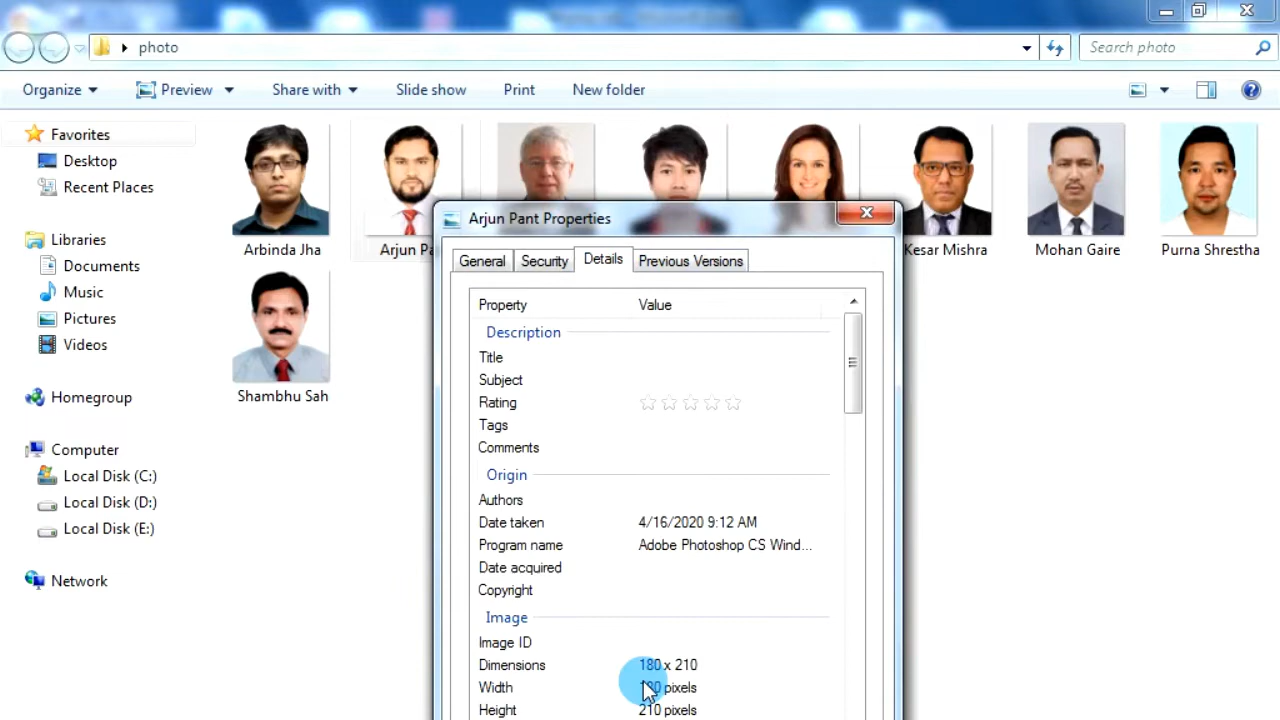 photo
Search photo
Organize
Preview
Share with
Slide show
Print
New folder
Favorites
Desktop
Recent Places
Libraries
Documents
Music
Pictures
Videos
Homegroup
Computer
Local Disk (C:)
Local Disk (D:)
Local Disk (E:)
Network
Arbinda Jha
Arjun Pa
Kesar Mishra
Mohan Gaire
Purna Shrestha
Shambhu Sah
Arjun Pant Properties
General Security Details Previous Versions
Property Value
Description
Title
Subject
Rating
Tags
Comments
Origin
Authors
Date taken 4/16/2020 9:12 AM
Program name Adobe Photoshop CS Wind...
Date acquired
Copyright
Image
Image ID
Dimensions 180 x 210
Width 180 pixels
Height 210 pixels